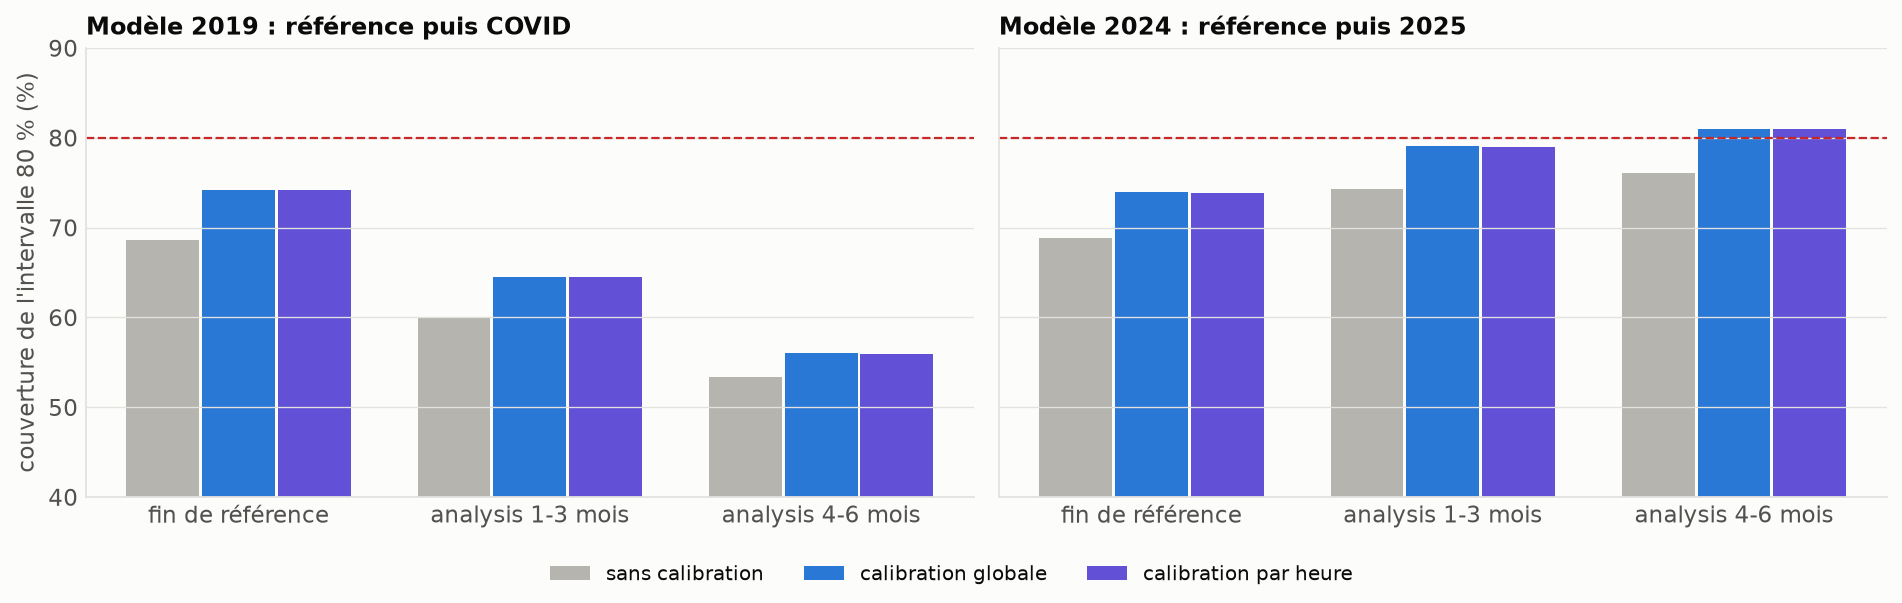 Modèle 2019 : référence puis COVID
Modèle 2024 : référence puis 2025
couverture de l'intervalle 80 % (%)
90
80
70
60
50
40
fin de référence
analysis 1-3 mois
analysis 4-6 mois
fin de référence
analysis 1-3 mois
analysis 4-6 mois
sans calibration
calibration globale
calibration par heure